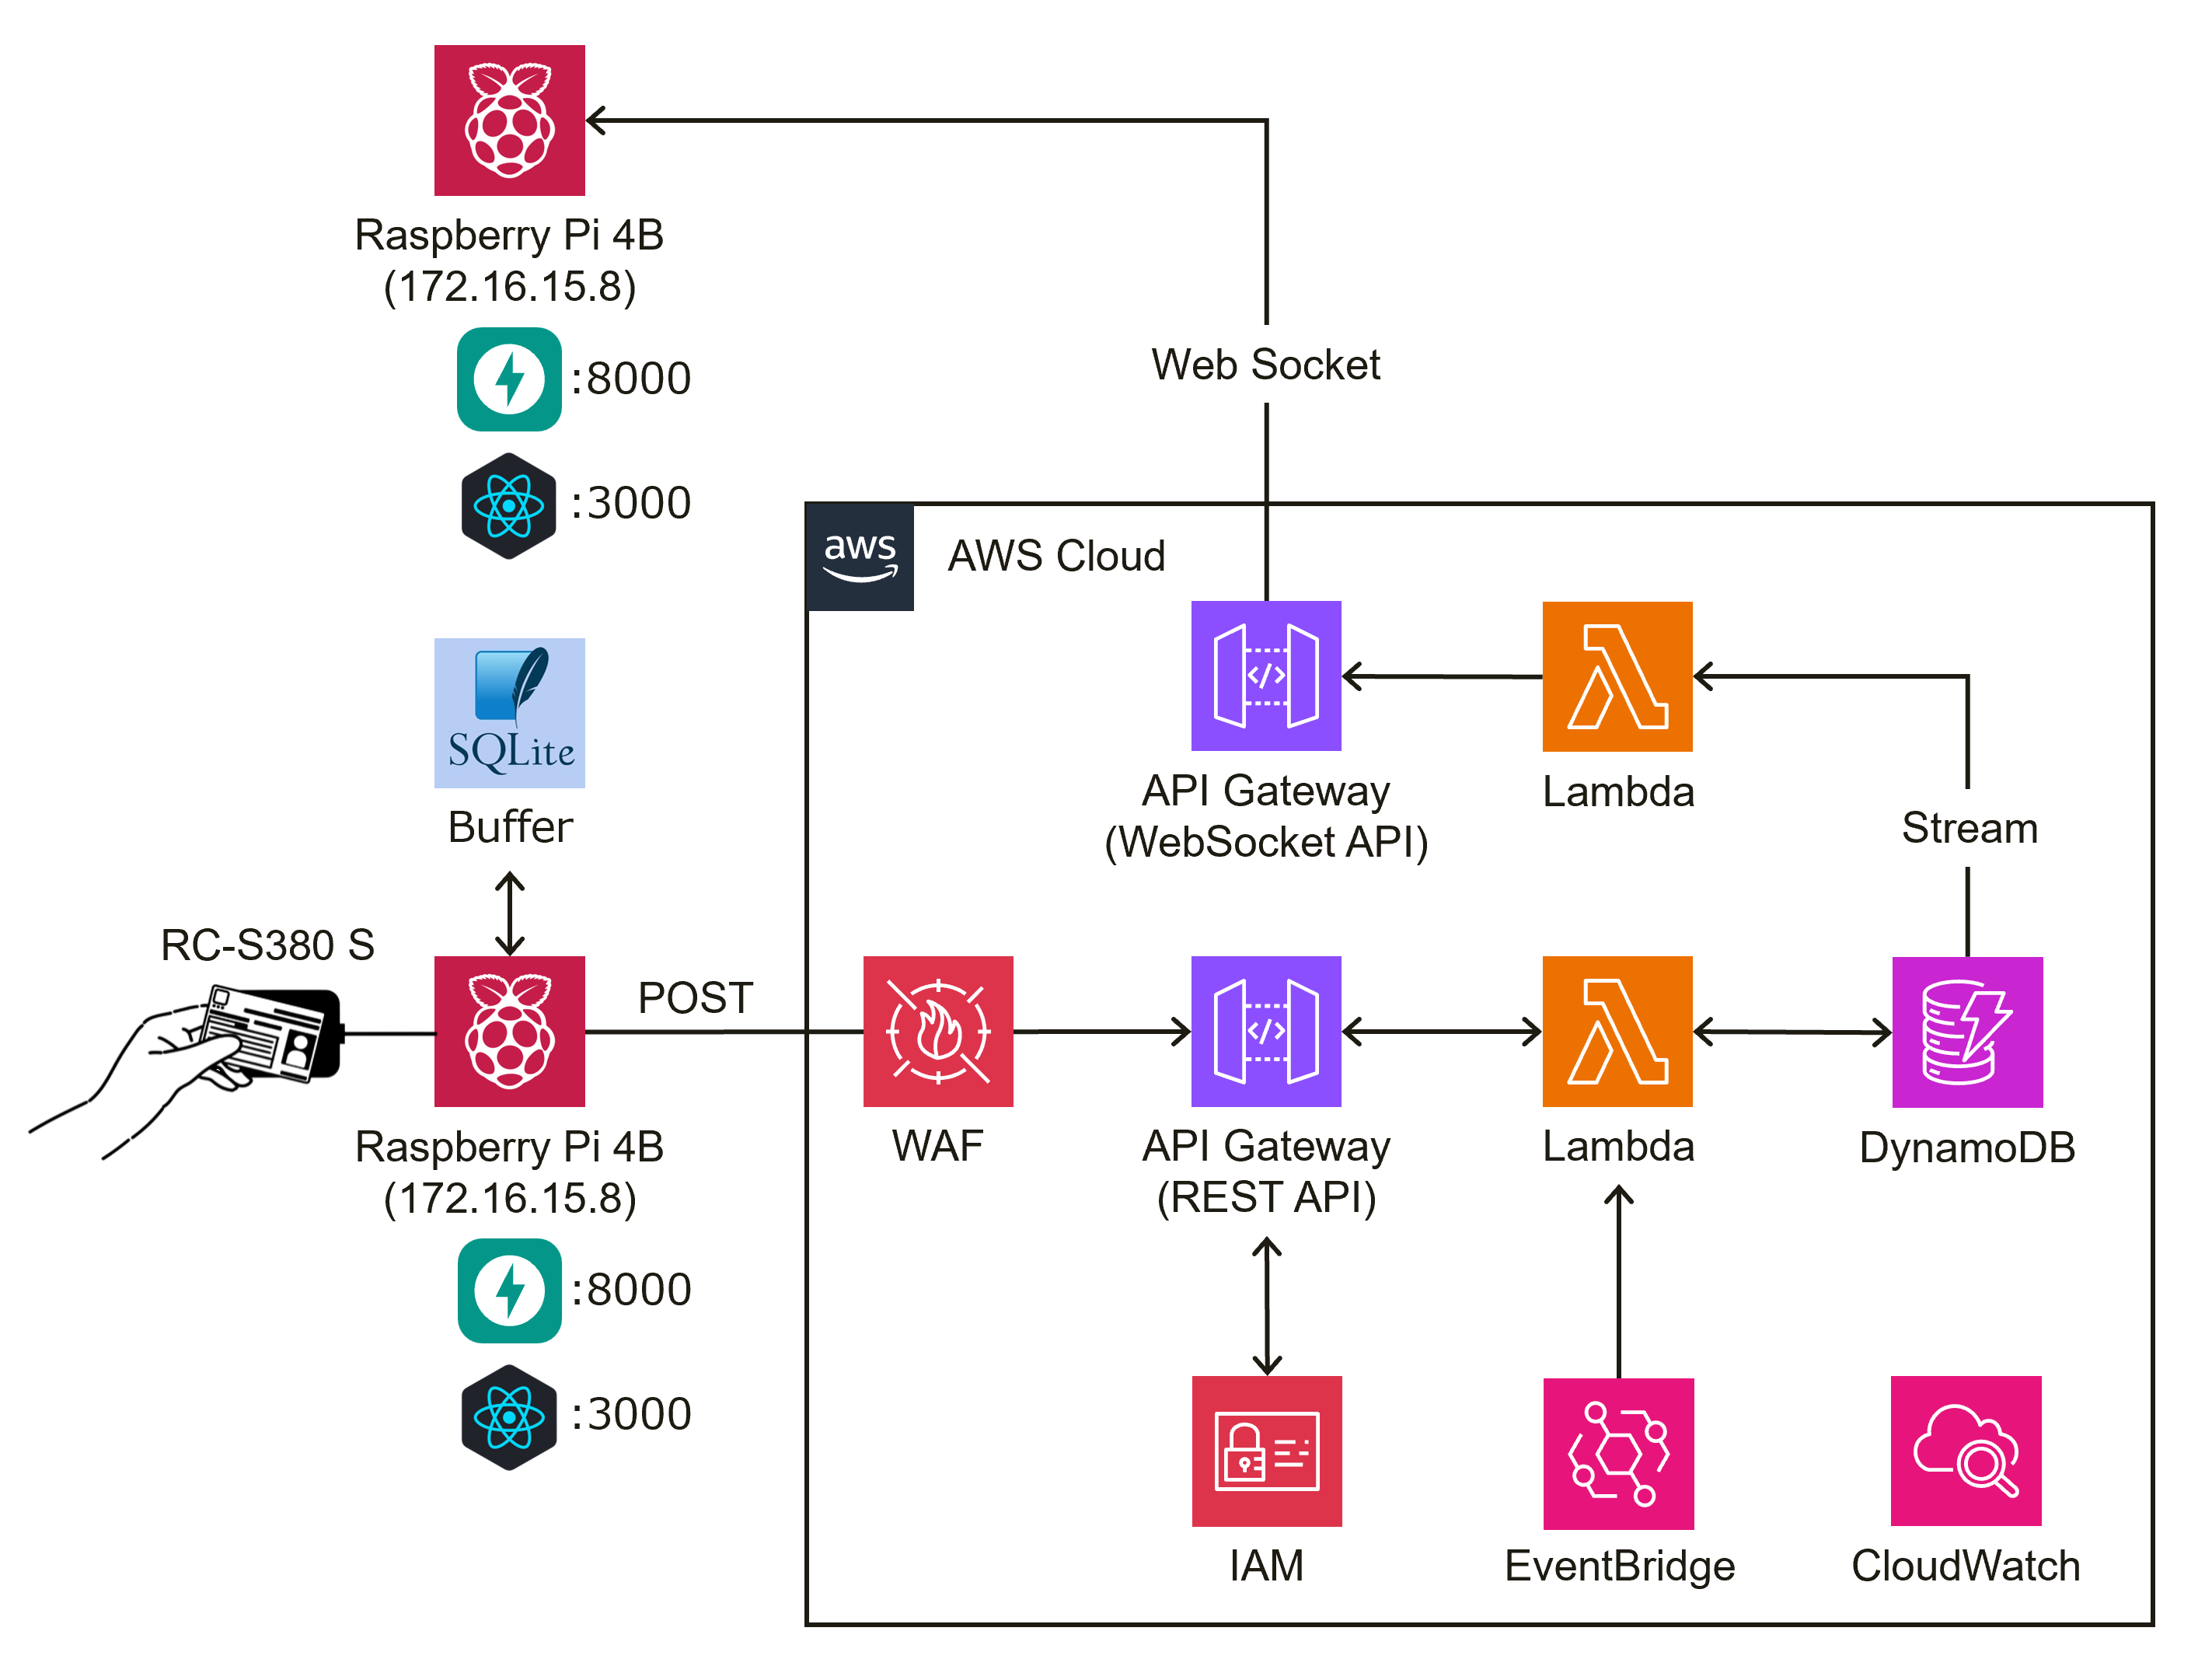 Raspberry Pi 4B
(172.16.15.8)
:8000
:3000
Web Socket
aws
AWS Cloud
SQLite
Buffer
API Gateway
(WebSocket API)
Lambda
Stream
RC-S380 S
POST
Raspberry Pi 4B
(172.16.15.8)
:8000
:3000
WAF
API Gateway
(REST API)
Lambda
DynamoDB
IAM
EventBridge
CloudWatch